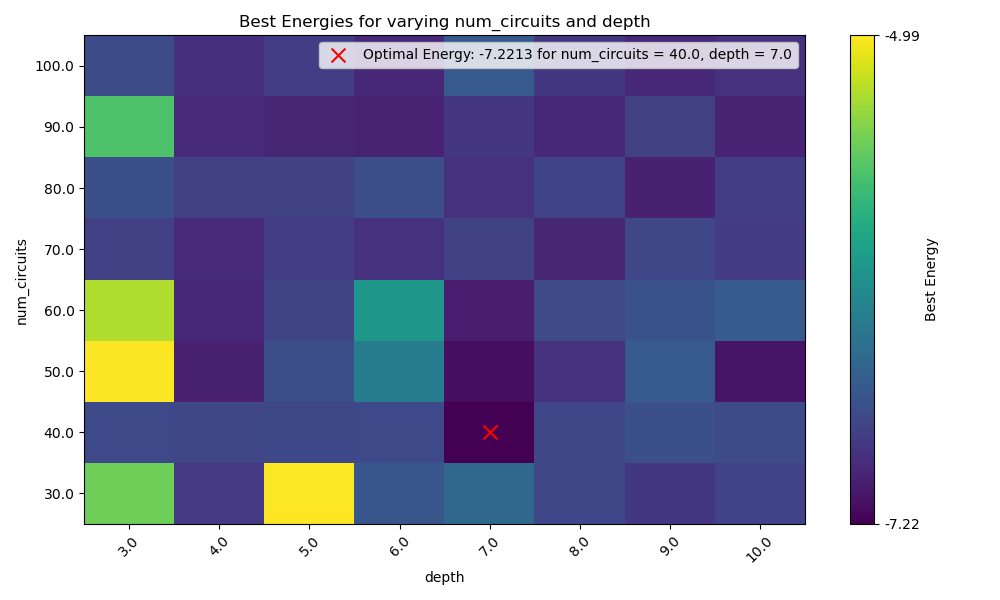 Best Energies for varying num_circuits and depth
Optimal Energy: -7.2213 for num_circuits = 40.0, depth = 7.0
-4.99
100.0
90.0
80.0
70.0
60.0
50.0
40.0
30.0
num_circuits
Best Energy
-7.22
3.0 4.0 5.0 6.0 7.0 8.0 9.0 10.0
depth